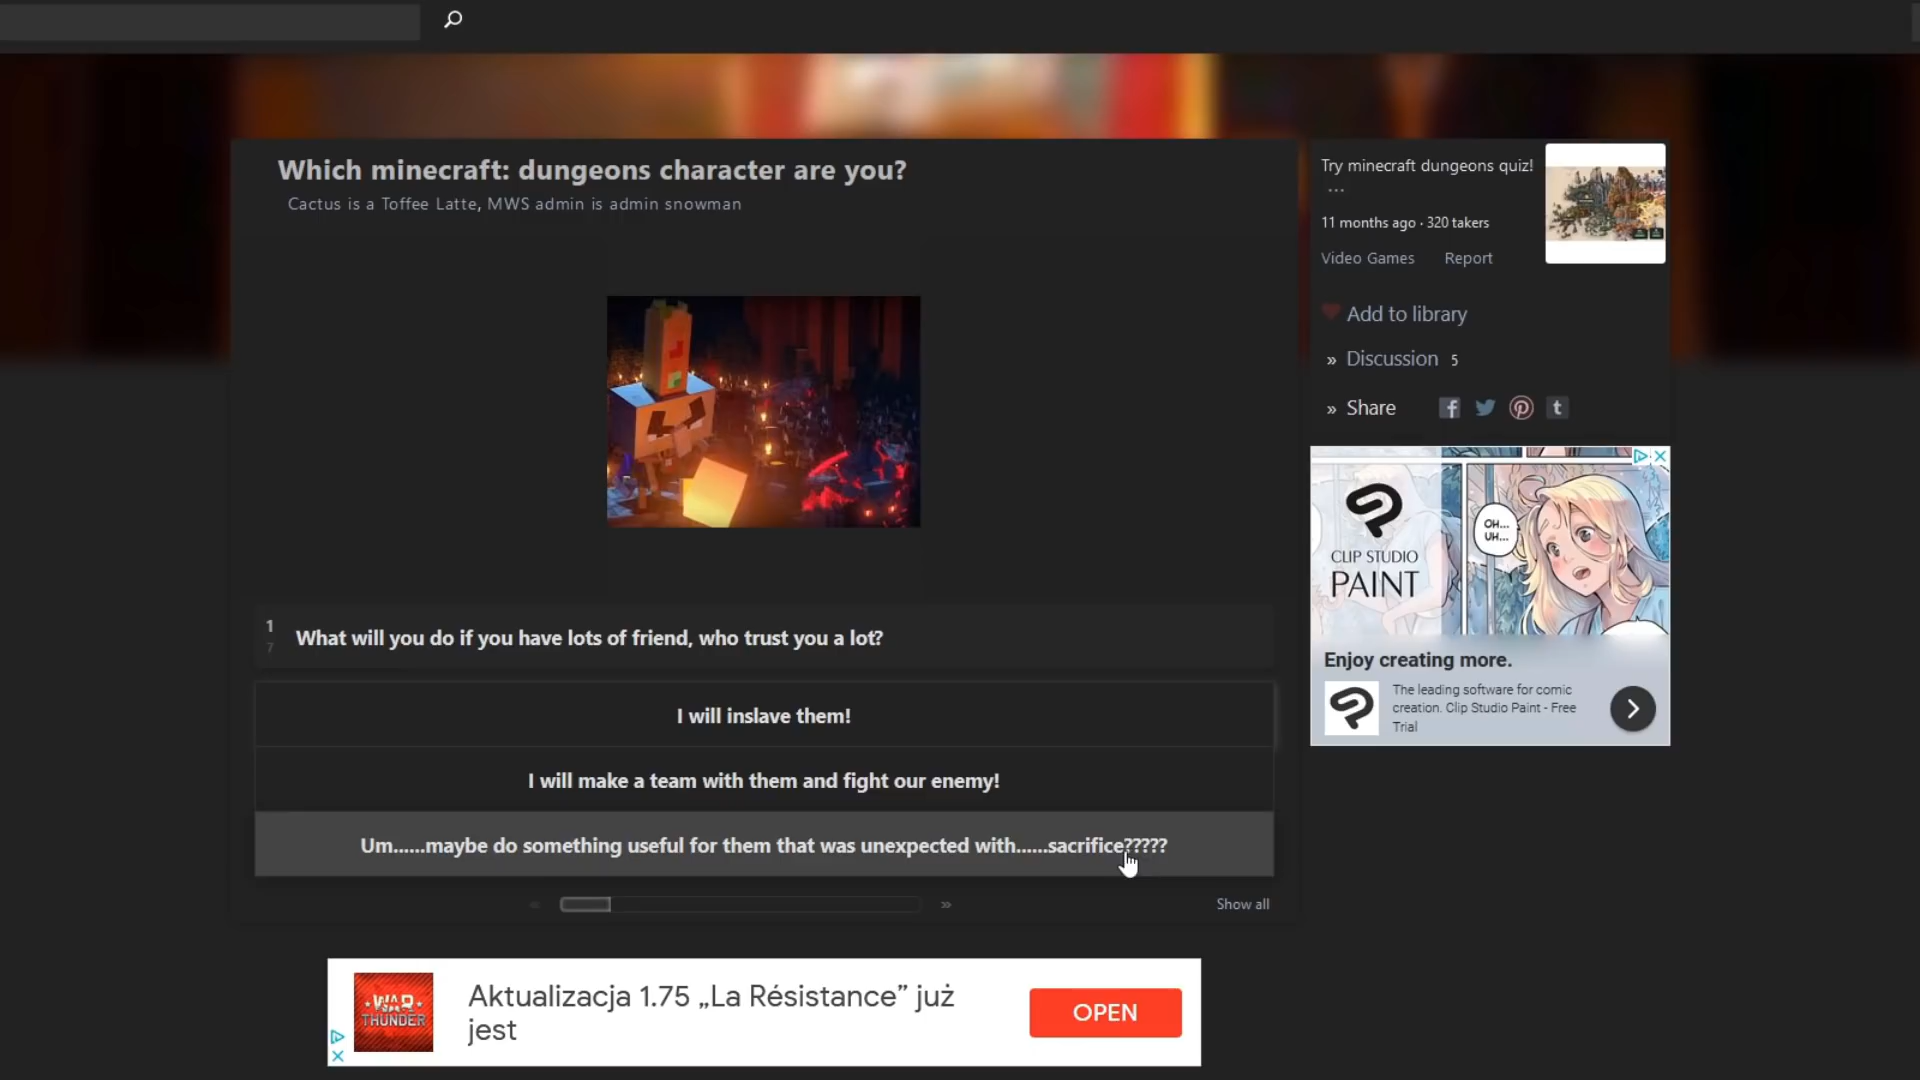 Which minecraft: dungeons character are you?
Cactus is a Toffee Latte, MWS admin is admin snowman
Try minecraft dungeons quiz!
...
11 months ago · 320 takers
Video Games Report
Add to library
» Discussion 5
» Share f t
1
7
What will you do if you have lots of friend, who trust you a lot?
I will inslave them!
I will make a team with them and fight our enemy!
Um......maybe do something useful for them that was unexpected with......sacrifice?????
« » Show all
CLIP STUDIO
PAINT
OH...
UH...
Enjoy creating more.
The leading software for comic
creation. Clip Studio Paint - Free
Trial
WAR
THUNDER
Aktualizacja 1.75 „La Résistance” już
jest
OPEN